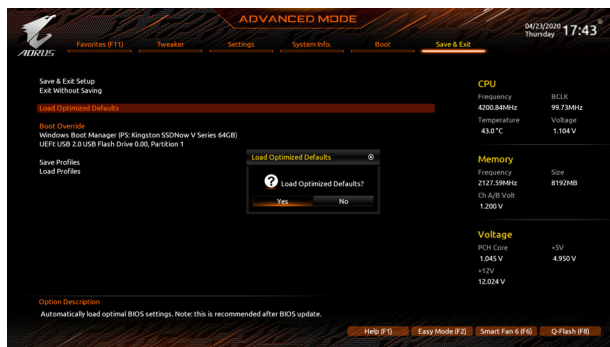 ADVANCED MODE
04/23/2020 Thursday 17:43
AORUS
Favorites (F11) Tweaker Settings System Info. Boot Save & Exit
Save & Exit Setup
Exit Without Saving
Load Optimized Defaults
Boot Override
Windows Boot Manager (P5: Kingston SSDNow V Series 64GB)
UEFI: USB 2.0 USB Flash Drive 0.00, Partition 1
Save Profiles
Load Profiles
Load Optimized Defaults
Load Optimized Defaults?
Yes No
CPU
Frequency BCLK
4200.84MHz 99.73MHz
Temperature Voltage
43.0 °C 1.104 V
Memory
Frequency Size
2127.59MHz 8192MB
Ch A/B Volt
1.200 V
Voltage
PCH Core +5V
1.045 V 4.950 V
+12V
12.024 V
Option Description
Automatically load optimal BIOS settings. Note: this is recommended after BIOS update.
Help (F1) Easy Mode (F2) Smart Fan 6 (F6) Q-Flash (F8)